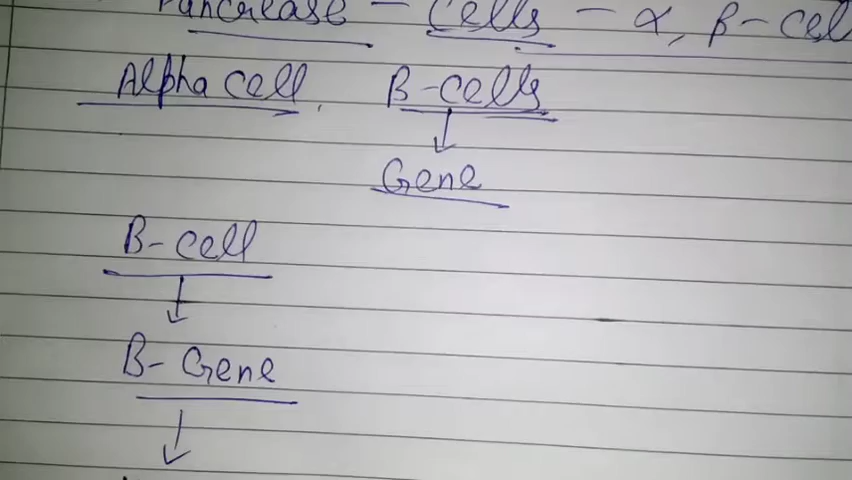 Pancrease - Cells - α, β-cel
Alpha cell, B-cells
Gene
B-cell
B-Gene